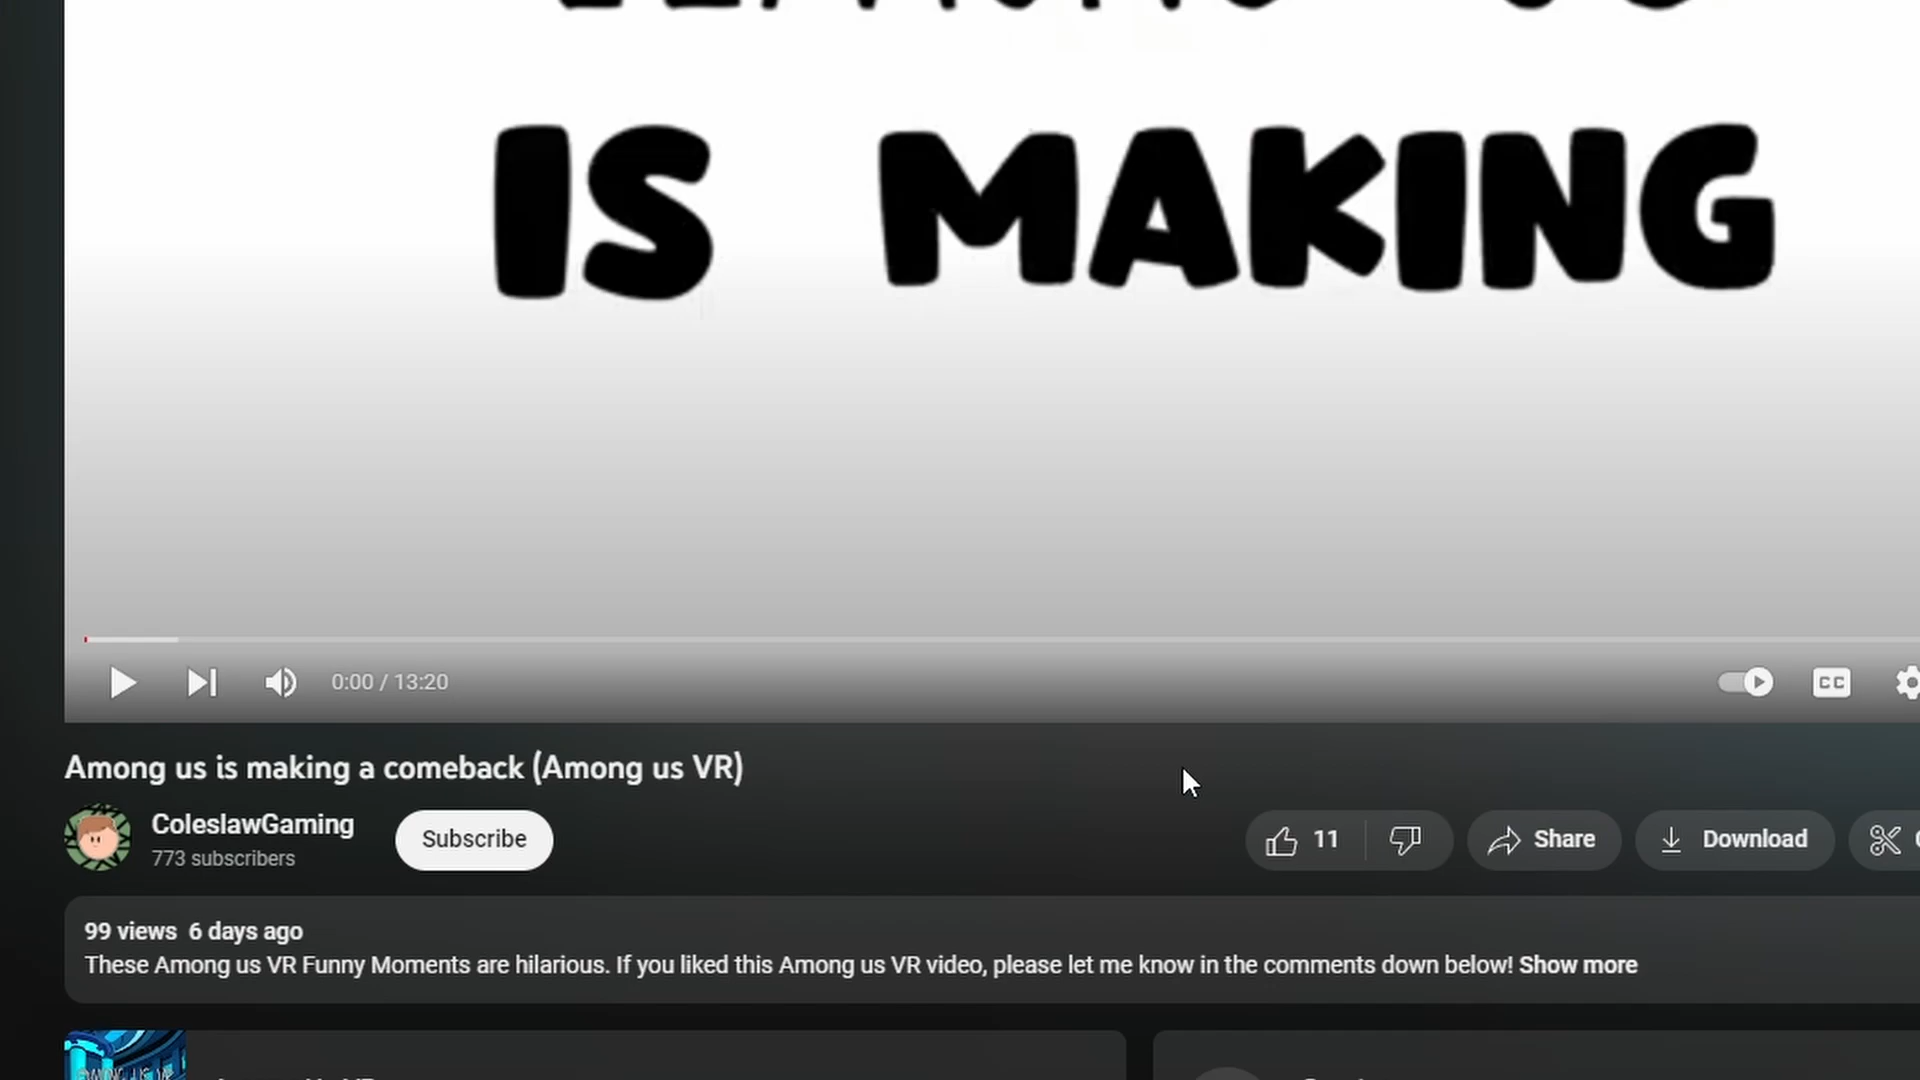 IS MAKING
0:00 / 13:20
CC
Among us is making a comeback (Among us VR)
ColeslawGaming
773 subscribers
Subscribe
11
Share
Download
99 views 6 days ago
These Among us VR Funny Moments are hilarious. If you liked this Among us VR video, please let me know in the comments down below! Show more